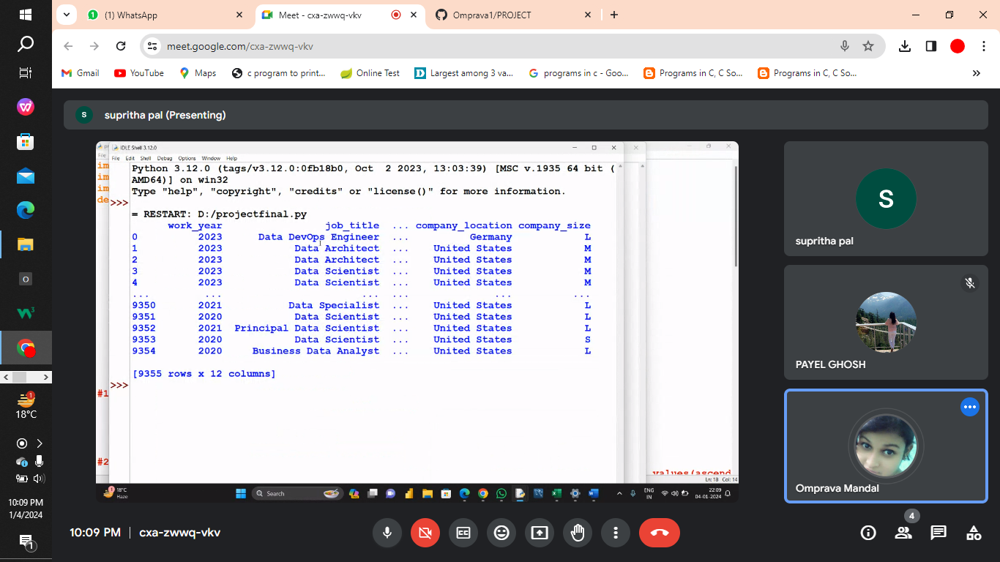 (1) WhatsApp
Meet - cxa-zwwq-vkv
Omprava1/PROJECT
meet.google.com/cxa-zwwq-vkv
Gmail YouTube Maps c program to print... Online Test Largest among 3 va... programs in c - Goo... Programs in C, C So... Programs in C, C So...
S supritha pal (Presenting)
IDLE Shell 3.12.0
File Edit Shell Debug Options Window Help
Python 3.12.0 (tags/v3.12.0:0fb18b0, Oct 2 2023, 13:03:39) [MSC v.1935 64 bit (
AMD64)] on win32
Type "help", "copyright", "credits" or "license()" for more information.
>>>
= RESTART: D:/projectfinal.py
work_year job_title ... company_location company_size
0 2023 Data DevOps Engineer ... Germany L
1 2023 Data Architect ... United States M
2 2023 Data Architect ... United States M
3 2023 Data Scientist ... United States M
4 2023 Data Scientist ... United States M
... ... ... ... ... ...
9350 2021 Data Specialist ... United States L
9351 2020 Data Scientist ... United States L
9352 2021 Principal Data Scientist ... United States L
9353 2020 Data Scientist ... United States S
9354 2020 Business Data Analyst ... United States L
[9355 rows x 12 columns]
>>>
File
im
im
im
de
#1
#2
values(ascend
Ln: 18 Col: 14
18°C
Haze
Search
ENG
IN
22:09
04-01-2024
S
supritha pal
PAYEL GHOSH
Omprava Mandal
10:09 PM | cxa-zwwq-vkv
4
18°C
10:09 PM
1/4/2024
1